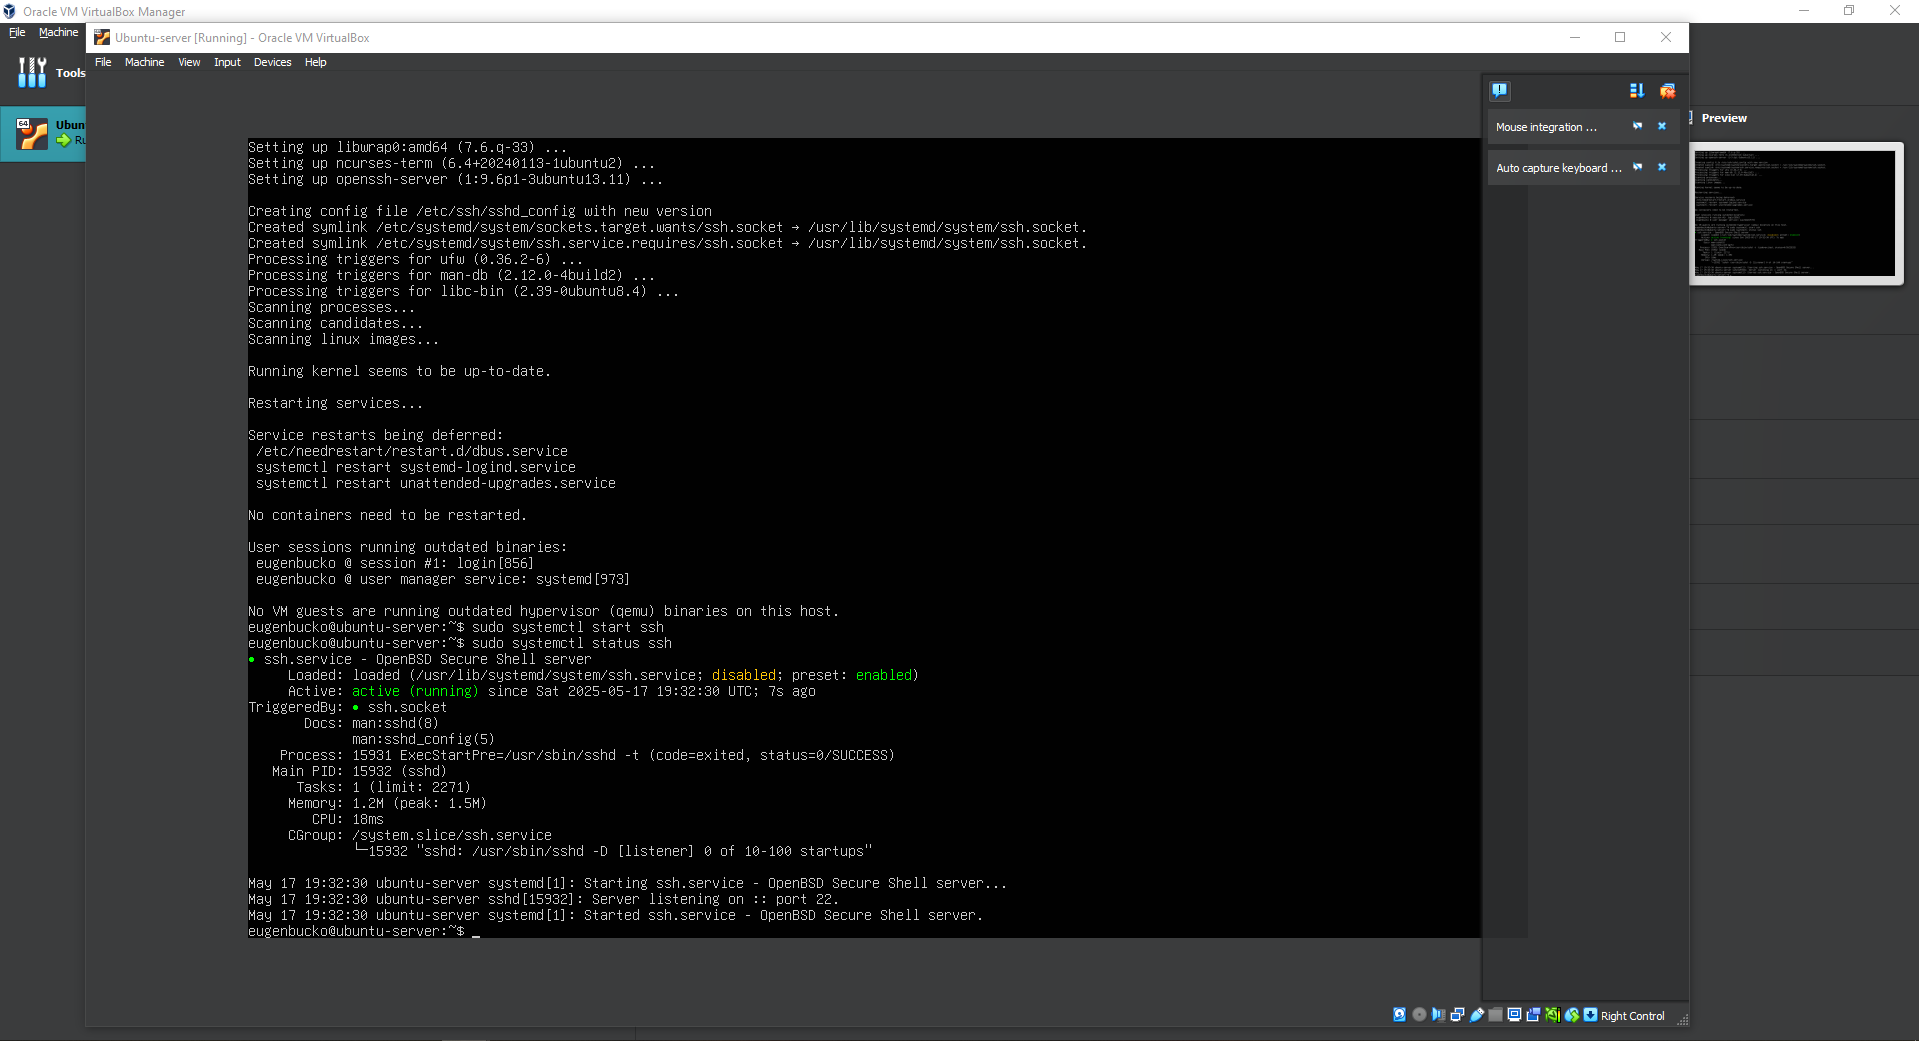 Oracle VM VirtualBox Manager
File Machine
Tools
Ubuntu-server [Running] - Oracle VM VirtualBox
File Machine View Input Devices Help
64
Mouse integration ...
Auto capture keyboard ...
Preview
Setting up libwrap0:amd64 (7.6.q-33) ...
Setting up ncurses-term (6.4+20240113-1ubuntu2) ...
Setting up openssh-server (1:9.6p1-3ubuntu13.11) ...
Creating config file /etc/ssh/sshd_config with new version
Created symlink /etc/systemd/system/sockets.target.wants/ssh.socket → /usr/lib/systemd/system/ssh.socket.
Created symlink /etc/systemd/system/ssh.service.requires/ssh.socket → /usr/lib/systemd/system/ssh.socket.
Processing triggers for ufw (0.36.2-6) ...
Processing triggers for man-db (2.12.0-4build2) ...
Processing triggers for libc-bin (2.39-0ubuntu8.4) ...
Scanning processes...
Scanning candidates...
Scanning linux images...
Running kernel seems to be up-to-date.
Restarting services...
Service restarts being deferred:
/etc/needrestart/restart.d/dbus.service
systemctl restart systemd-logind.service
systemctl restart unattended-upgrades.service
No containers need to be restarted.
User sessions running outdated binaries:
eugenbucko @ session #1: login[856]
eugenbucko @ user manager service: systemd[973]
No VM guests are running outdated hypervisor (qemu) binaries on this host.
eugenbucko@ubuntu-server:~$ sudo systemctl start ssh
eugenbucko@ubuntu-server:~$ sudo systemctl status ssh
● ssh.service - OpenBSD Secure Shell server
Loaded: loaded (/usr/lib/systemd/system/ssh.service; disabled; preset: enabled)
Active: active (running) since Sat 2025-05-17 19:32:30 UTC; 7s ago
TriggeredBy: ● ssh.socket
Docs: man:sshd(8)
man:sshd_config(5)
Process: 15931 ExecStartPre=/usr/sbin/sshd -t (code=exited, status=0/SUCCESS)
Main PID: 15932 (sshd)
Tasks: 1 (limit: 2271)
Memory: 1.2M (peak: 1.5M)
CPU: 18ms
CGroup: /system.slice/ssh.service
└─15932 "sshd: /usr/sbin/sshd -D [listener] 0 of 10-100 startups"
May 17 19:32:30 ubuntu-server systemd[1]: Starting ssh.service - OpenBSD Secure Shell server...
May 17 19:32:30 ubuntu-server sshd[15932]: Server listening on :: port 22.
May 17 19:32:30 ubuntu-server systemd[1]: Started ssh.service - OpenBSD Secure Shell server.
eugenbucko@ubuntu-server:~$ _
Right Control